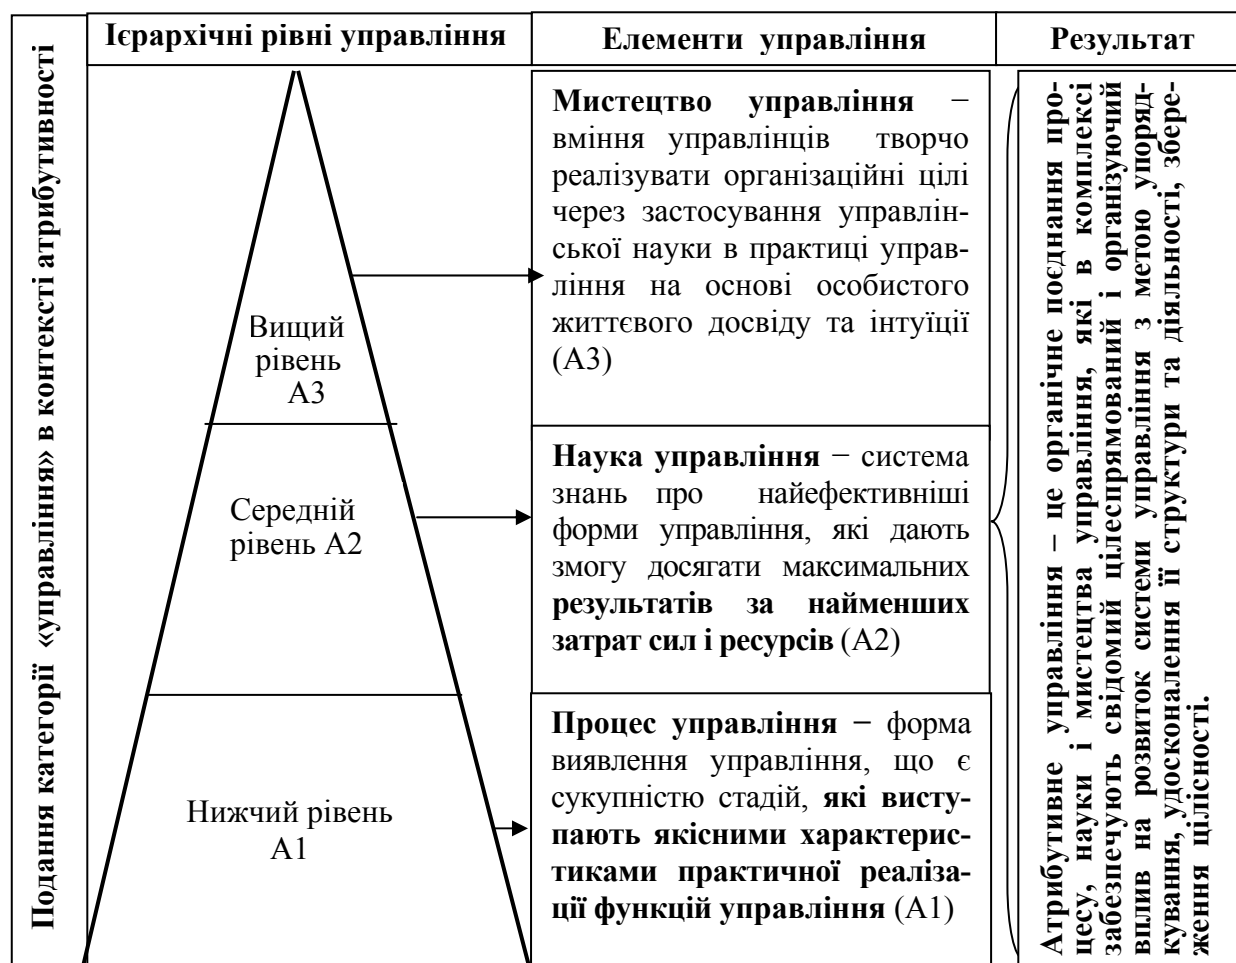 Подання категорії «управління» в контексті атрибутивності
Ієрархічні рівні управління
Елементи управління
Результат
Вищий
рівень
А3
Середній
рівень А2
Нижчий рівень
А1
Мистецтво управління −
вміння управлінців творчо
реалізувати організаційні цілі
через застосування управлін-
ської науки в практиці управ-
ління на основі особистого
життєвого досвіду та інтуїції
(А3)
Наука управління − система
знань про найефективніші
форми управління, які дають
змогу досягати максимальних
результатів за найменших
затрат сил і ресурсів (А2)
Процес управління − форма
виявлення управління, що є
сукупністю стадій, які висту-
пають якісними характерис-
тиками практичної реаліза-
ції функцій управління (А1)
Атрибутивне управління – це органічне поєднання про-
цесу, науки і мистецтва управління, які в комплексі
забезпечують свідомий цілеспрямований і організуючий
вплив на розвиток системи управління з метою упоряд-
кування, удосконалення її структури та діяльності, збере-
ження цілісності.